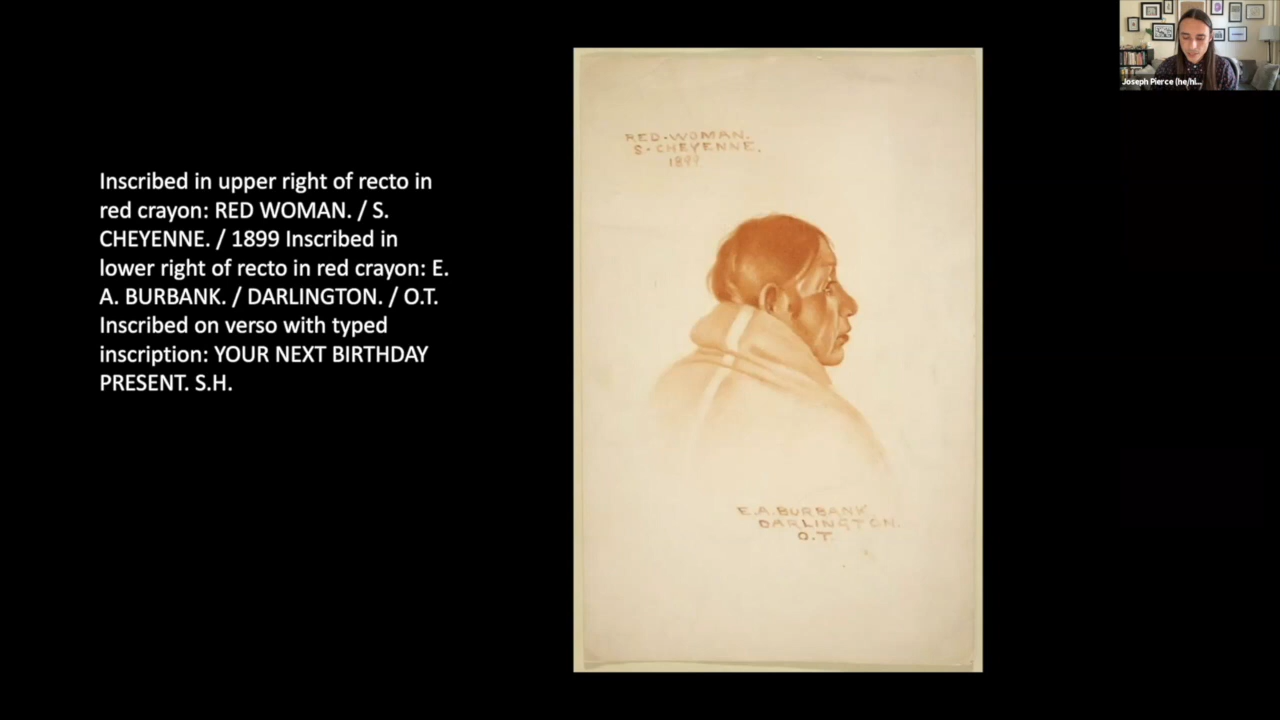 Inscribed in upper right of recto in
red crayon: RED WOMAN. / S.
CHEYENNE. / 1899 Inscribed in
lower right of recto in red crayon: E.
A. BURBANK. / DARLINGTON. / O.T.
Inscribed on verso with typed
inscription: YOUR NEXT BIRTHDAY
PRESENT. S.H.
RED-WOMAN.
S-CHEYENNE.
1899
E.A.BURBANK.
DARLINGTON.
O.T.
Joseph Pierce (he/hi...